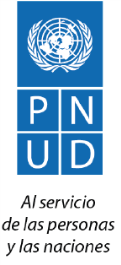 P N
U D
Al servicio
de las personas
y las naciones